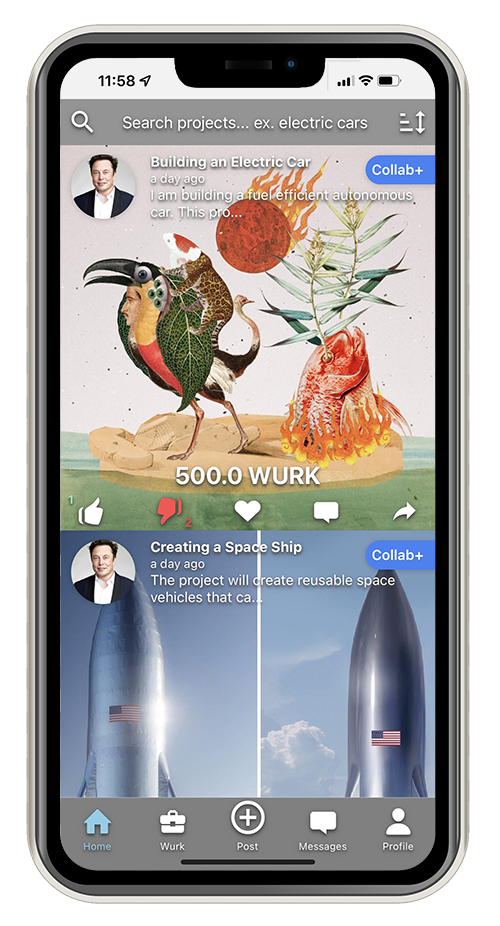 11:58
Search projects... ex. electric cars
Building an Electric Car
a day ago
Collab+
I am building a fuel efficient autonomous
car. This pro...
500.0 WURK
1
2
Creating a Space Ship
a day ago
Collab+
The project will create reusable space
vehicles that ca...
Home
Wurk
Post
Messages
Profile